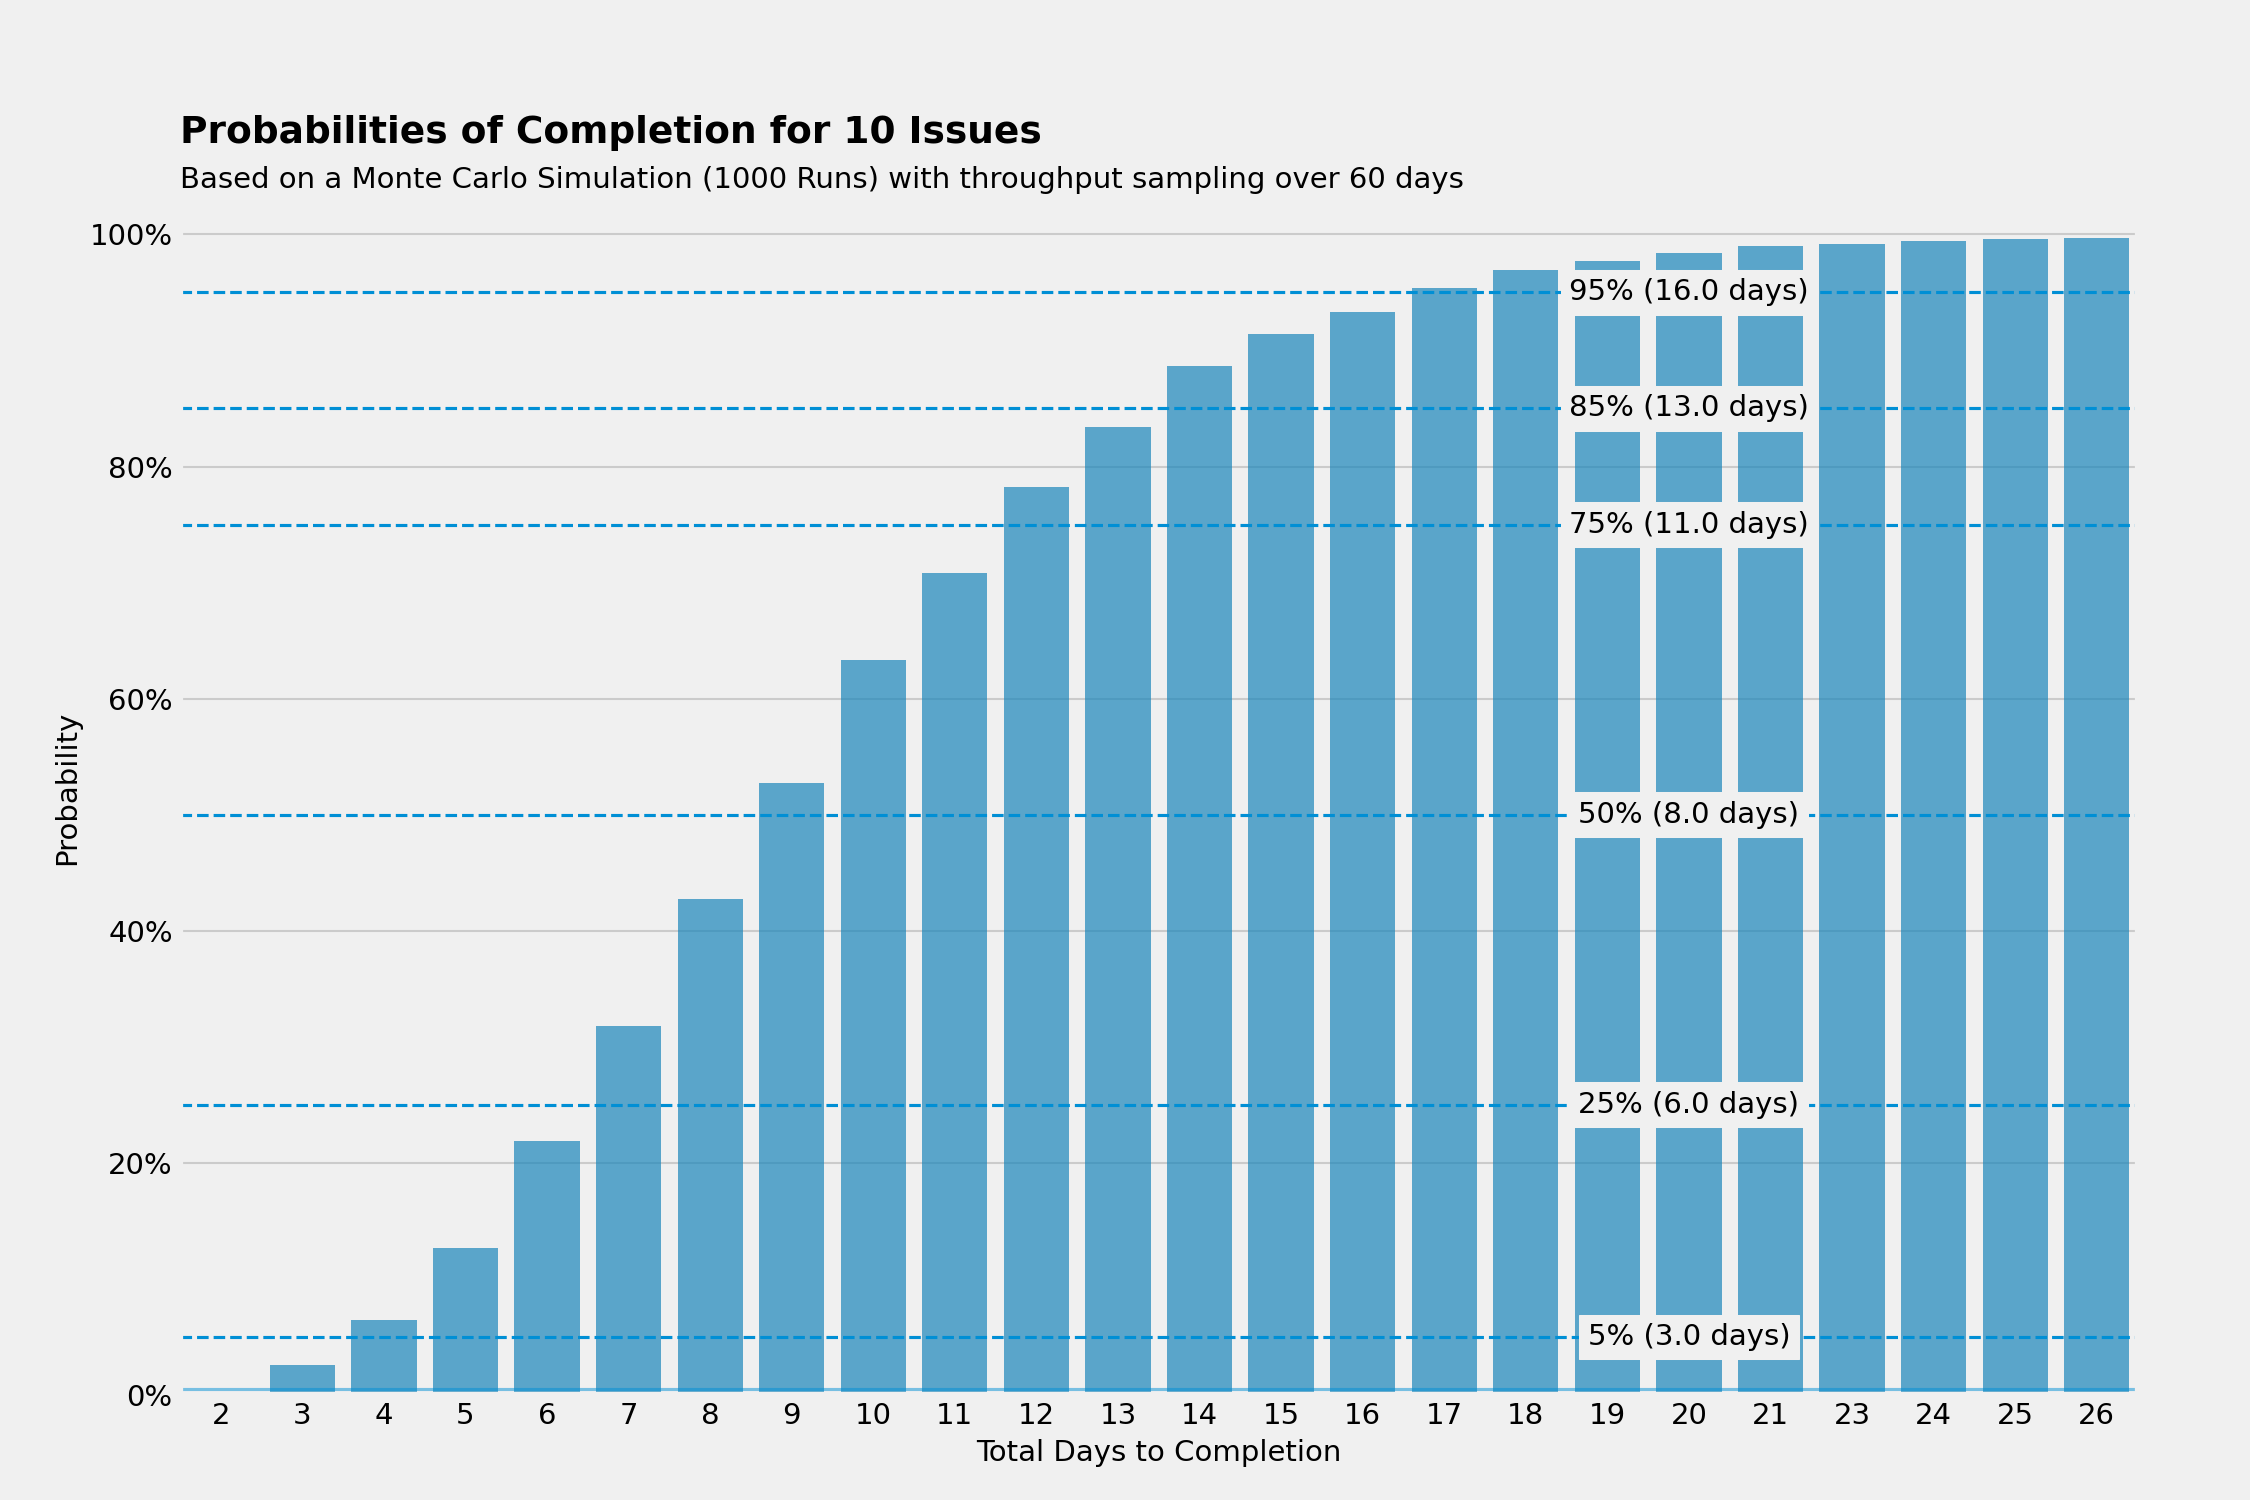 Probabilities of Completion for 10 Issues
Based on a Monte Carlo Simulation (1000 Runs) with throughput sampling over 60 days
100%
95% (16.0 days)
85% (13.0 days)
80%
75% (11.0 days)
60%
Probability
50% (8.0 days)
40%
25% (6.0 days)
20%
5% (3.0 days)
0%
2 3 4 5 6 7 8 9 10 11 12 13 14 15 16 17 18 19 20 21 23 24 25 26
Total Days to Completion